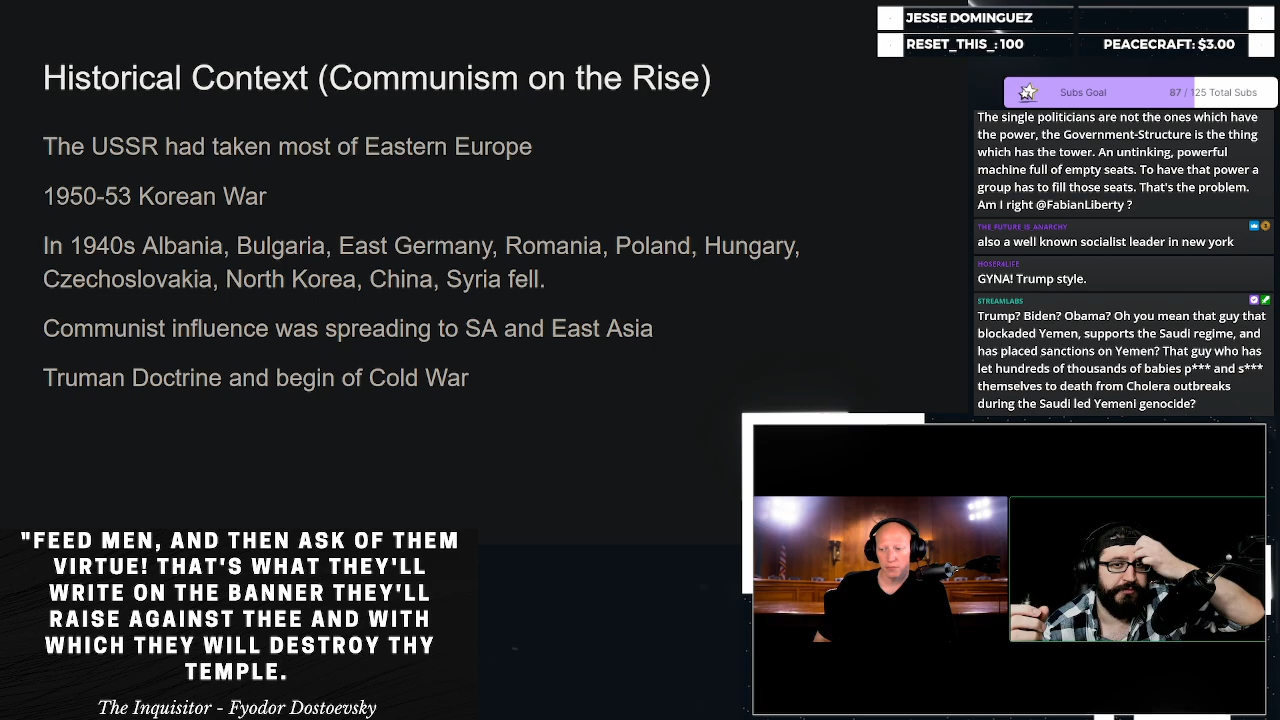 Historical Context (Communism on the Rise)
The USSR had taken most of Eastern Europe
1950-53 Korean War
In 1940s Albania, Bulgaria, East Germany, Romania, Poland, Hungary,
Czechoslovakia, North Korea, China, Syria fell.
Communist influence was spreading to SA and East Asia
Truman Doctrine and begin of Cold War
"FEED MEN, AND THEN ASK OF THEM
VIRTUE! THAT'S WHAT THEY'LL
WRITE ON THE BANNER THEY'LL
RAISE AGAINST THEE AND WITH
WHICH THEY WILL DESTROY THY
TEMPLE.
The Inquisitor - Fyodor Dostoevsky
JESSE DOMINGUEZ
RESET_THIS_: 100
PEACECRAFT: $3.00
Subs Goal
87 / 125 Total Subs
The single politicians are not the ones which have
the power, the Government-Structure is the thing
which has the tower. An untinking, powerful
machine full of empty seats. To have that power a
group has to fill those seats. That's the problem.
Am I right @FabianLiberty ?
THE FUTURE IS ANARCHY
also a well known socialist leader in new york
HOSER4LIFE
GYNA! Trump style.
STREAMLABS
Trump? Biden? Obama? Oh you mean that guy that
blockaded Yemen, supports the Saudi regime, and
has placed sanctions on Yemen? That guy who has
let hundreds of thousands of babies p*** and s***
themselves to death from Cholera outbreaks
during the Saudi led Yemeni genocide?